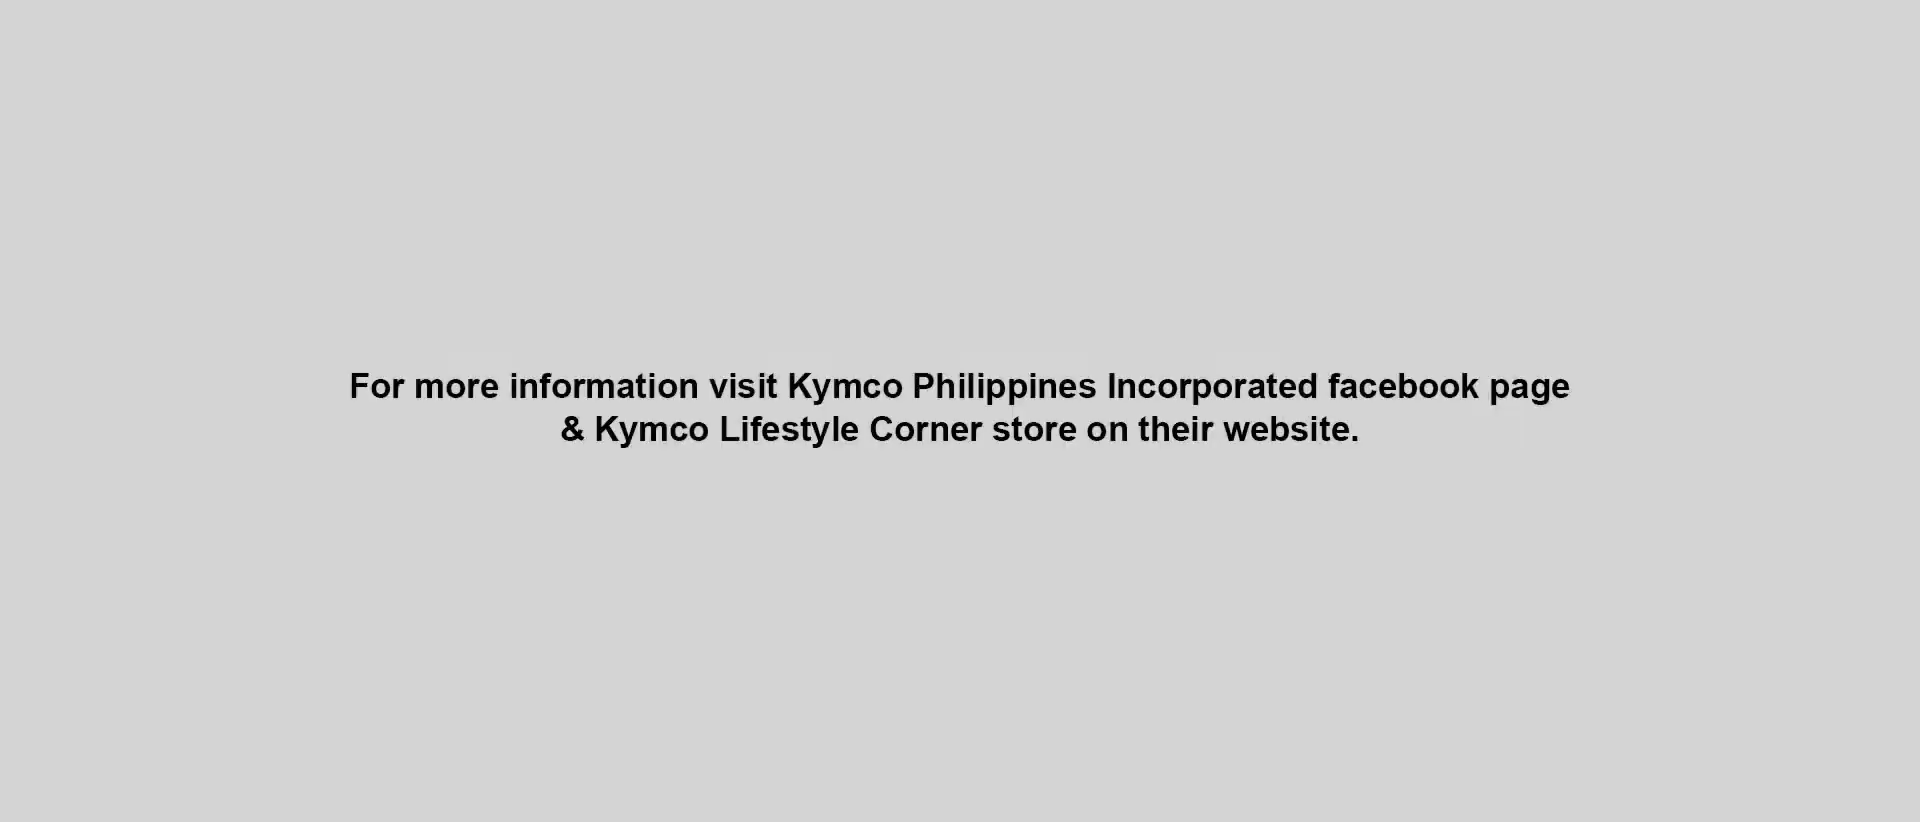 For more information visit Kymco Philippines Incorporated facebook page
& Kymco Lifestyle Corner store on their website.